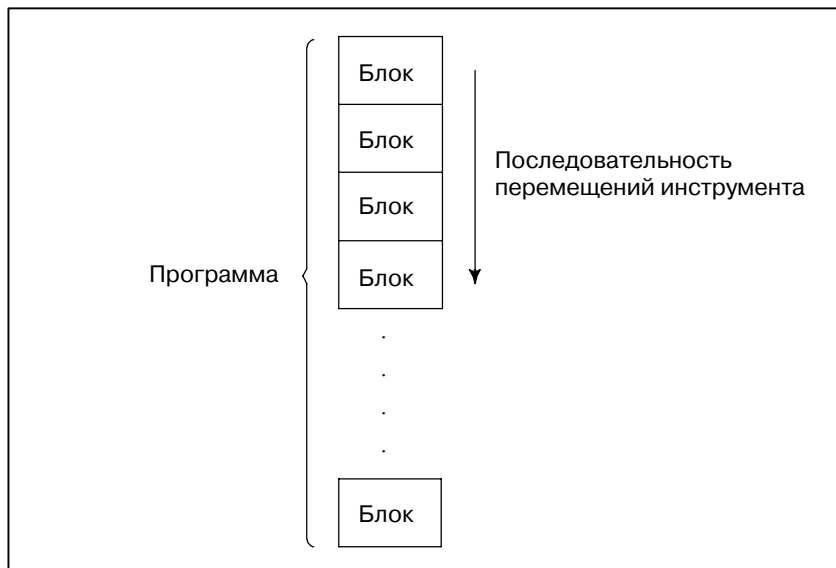 Блок
Блок
Последовательность
перемещений инструмента
Блок
Программа
Блок
.
.
.
.
Блок